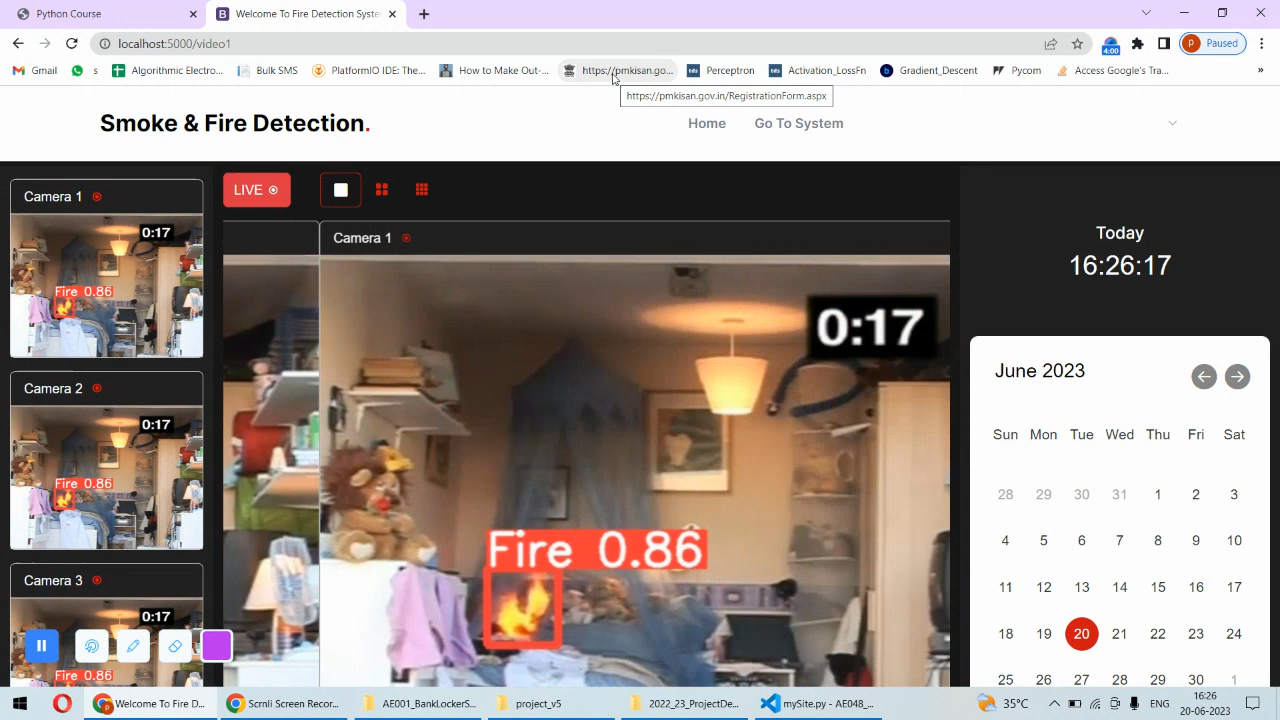 Python Course
Welcome To Fire Detection Syste
localhost:5000/video1
4:00
P
Paused
Gmail
s
Algorithmic Electro...
Bulk SMS
PlatformIO IDE: The...
How to Make Out-...
https://pmkisan.go...
tds
Perceptron
tds
Activation_LossFn
b
Gradient_Descent
Pycom
Access Google's Tra...
»
https://pmkisan.gov.in/RegistrationForm.aspx
Smoke & Fire Detection.
Home
Go To System
Camera 1
0:17
Fire 0.86
Camera 2
0:17
Fire 0.86
Camera 3
0:17
Fire 0.86
LIVE
Camera 1
0:17
Fire 0.86
Today
16:26:17
June 2023
Sun Mon Tue Wed Thu Fri Sat
28 29 30 31 1 2 3
4 5 6 7 8 9 10
11 12 13 14 15 16 17
18 19 20 21 22 23 24
25 26 27 28 29 30 1
Welcome To Fire D...
Scrnli Screen Recor...
AE001_BankLockerS...
project_v5
2022_23_ProjectDe...
mySite.py - AE048_...
35°C
ENG
16:26
20-06-2023